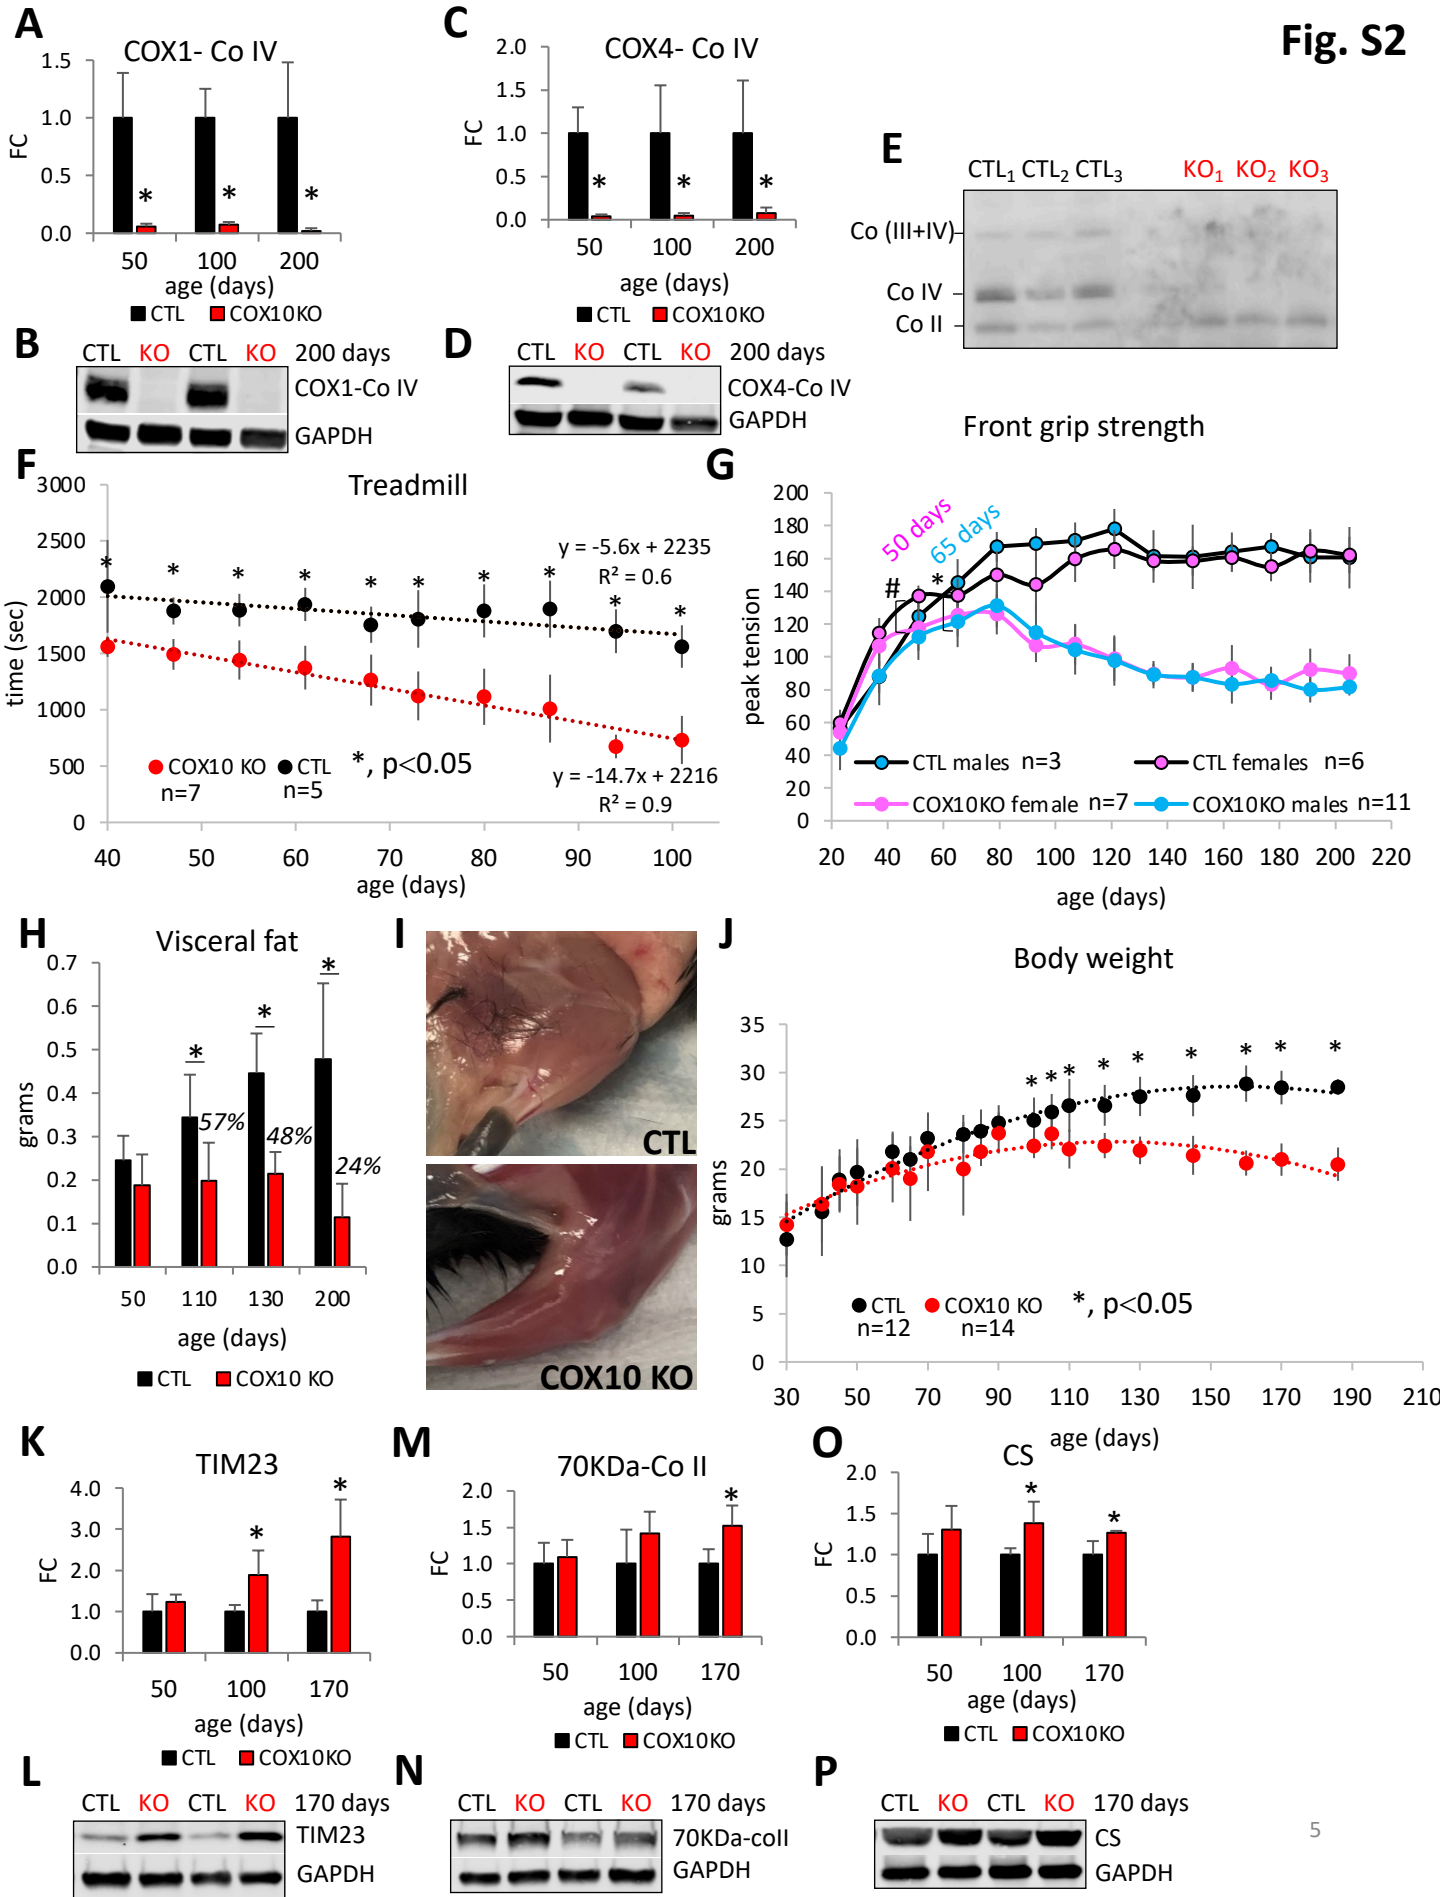 Fig. S2
A
COX1- Co IV
FC
1.5
1.0
0.5
0.0
* * *
50 100 200
age (days)
CTL COX10KO
B
CTL KO CTL KO 200 days
COX1-Co IV
GAPDH
C
COX4- Co IV
FC
2.0
1.5
1.0
0.5
0.0
* * *
50 100 200
age (days)
CTL COX10KO
D
CTL KO CTL KO 200 days
COX4-Co IV
GAPDH
E
CTL1 CTL2 CTL3 KO1 KO2 KO3
Co (III+IV)
Co IV
Co II
F
Treadmill
time (sec)
3000
2500
2000
1500
1000
500
0
* * * * * * * * * *
y = -5.6x + 2235
R² = 0.6
COX10 KO CTL *, p<0.05
n=7 n=5
y = -14.7x + 2216
R² = 0.9
40 50 60 70 80 90 100
age (days)
G
Front grip strength
peak tension
200
180
160
140
120
100
80
60
40
20
0
50 days
65 days
# *
CTL males n=3 CTL females n=6
COX10KO female n=7 COX10KO males n=11
20 40 60 80 100 120 140 160 180 200 220
age (days)
H
Visceral fat
grams
0.7
0.6
0.5
0.4
0.3
0.2
0.1
0.0
* * *
57% 48% 24%
50 110 130 200
age (days)
CTL COX10 KO
I
CTL
COX10 KO
J
Body weight
grams
35
30
25
20
15
10
5
0
* * * * * * * * *
CTL COX10 KO *, p<0.05
n=12 n=14
30 50 70 90 110 130 150 170 190 210
age (days)
K
TIM23
FC
4.0
3.0
2.0
1.0
0.0
* *
50 100 170
age (days)
CTL COX10KO
L
CTL KO CTL KO 170 days
TIM23
GAPDH
M
70KDa-Co II
FC
2.0
1.5
1.0
0.5
0.0
*
50 100 170
age (days)
CTL COX10KO
N
CTL KO CTL KO 170 days
70KDa-coII
GAPDH
O
CS
FC
2.0
1.5
1.0
0.5
0.0
* *
50 100 170
age (days)
CTL COX10KO
P
CTL KO CTL KO 170 days
CS
GAPDH
5